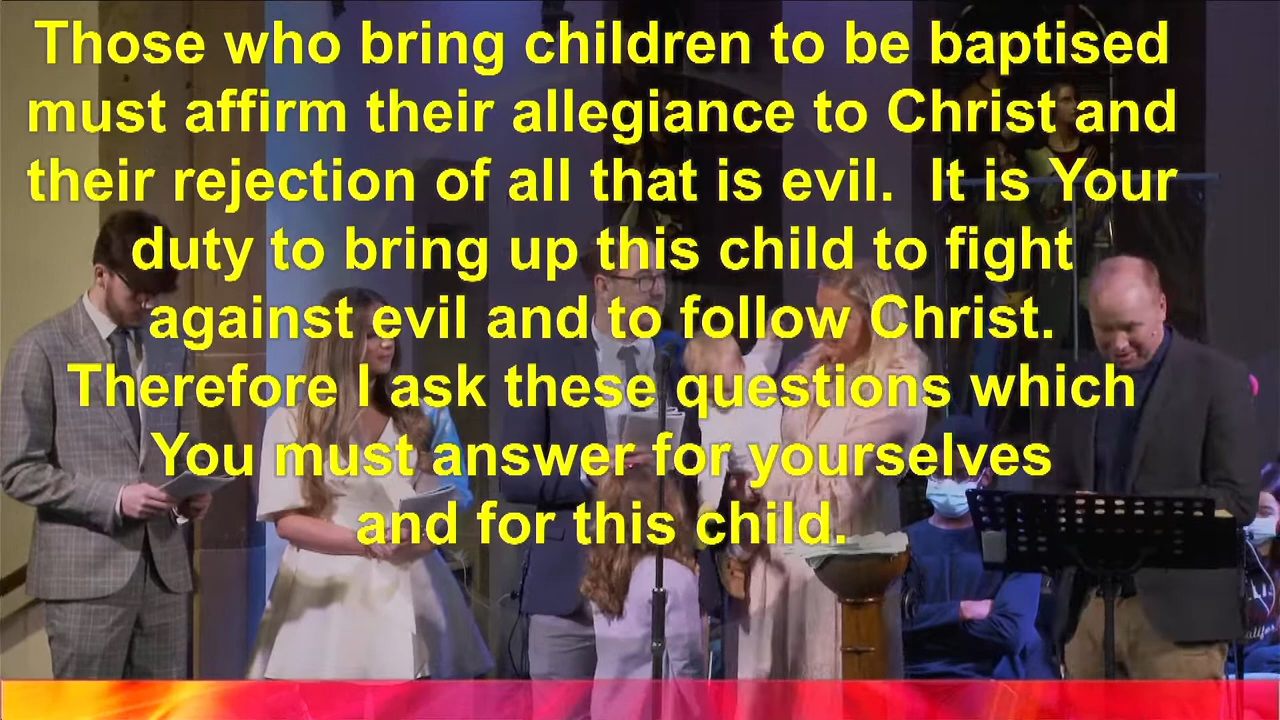 Those who bring children to be baptised
must affirm their allegiance to Christ and
their rejection of all that is evil.  It is Your
duty to bring up this child to fight
against evil and to follow Christ.
Therefore I ask these questions which
You must answer for yourselves
and for this child.